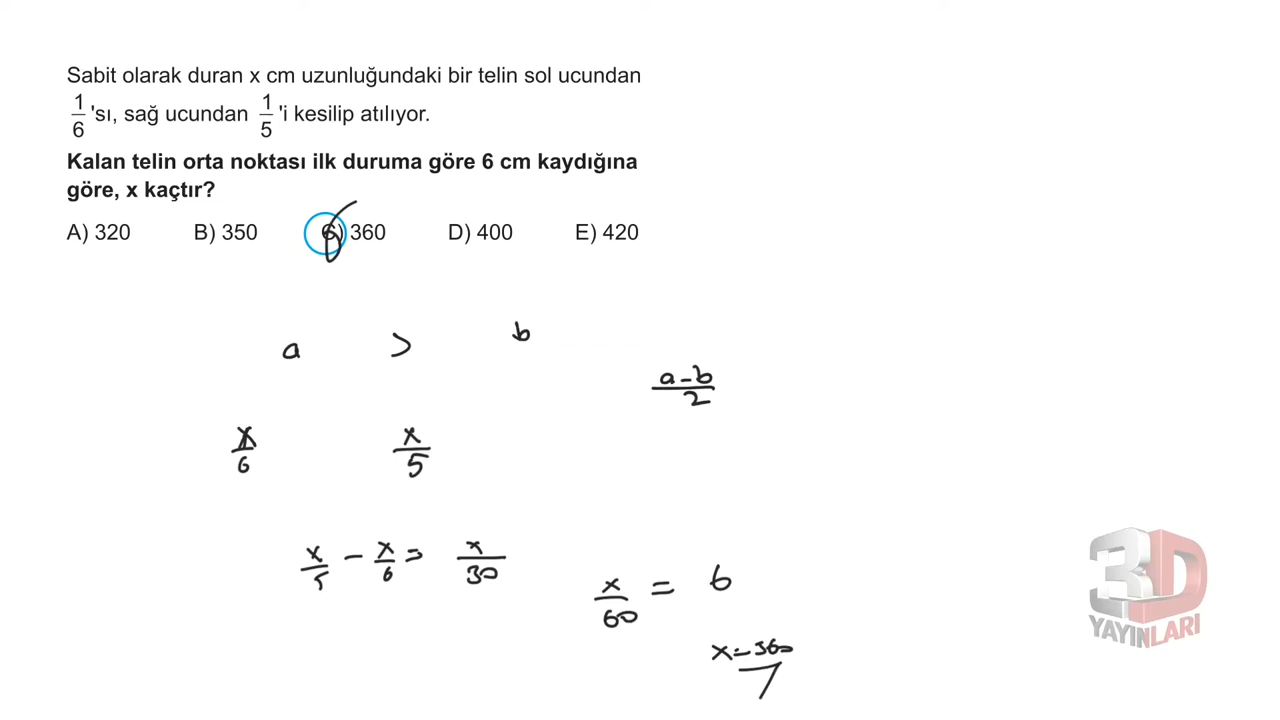 Sabit olarak duran x cm uzunluğundaki bir telin sol ucundan
1/6 'sı, sağ ucundan 1/5 'i kesilip atılıyor.
Kalan telin orta noktası ilk duruma göre 6 cm kaydığına
göre, x kaçtır?
A) 320 B) 350 C) 360 D) 400 E) 420
a > b
a-b/2
x/6 x/5
x/5 - x/6 = x/30
x/60 = 6
x=360
3D
YAYINLARI